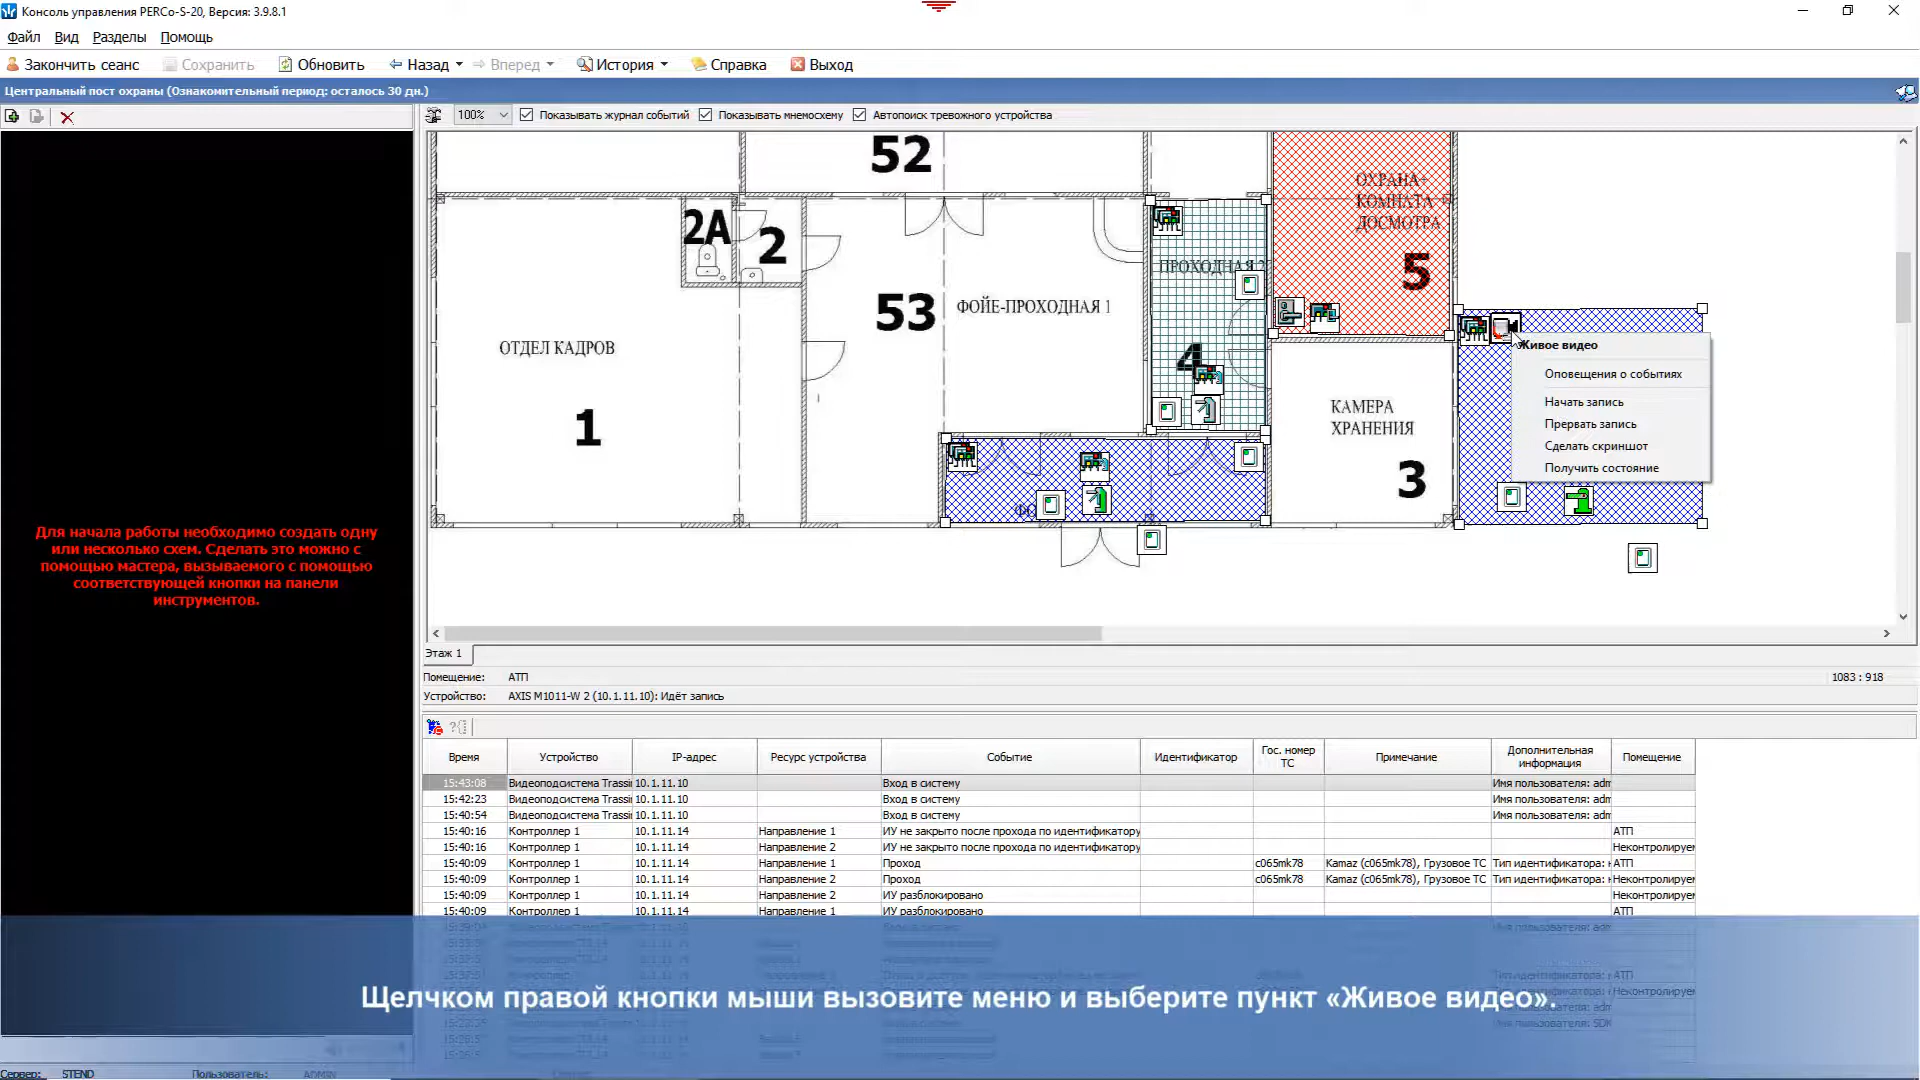 Консоль управления PERCo-S-20, Версия: 3.9.8.1
Файл Вид Разделы Помощь
Закончить сеанс Сохранить Обновить Назад Вперед История Справка Выход
Центральный пост охраны (Ознакомительный период: осталось 30 дн.)
100% Показывать журнал событий Показывать мнемосхему Автопоиск тревожного устройства
52
ОХРАНА+
КОМНАТА
ДОСМОТРА
5
2А
2
53
ФОЙЕ-ПРОХОДНАЯ 1
ПРОХОДНАЯ 2
4
ОТДЕЛ КАДРОВ
1
КАМЕРА
ХРАНЕНИЯ
3
Живое видео
Оповещения о событиях
Начать запись
Прервать запись
Сделать скриншот
Получить состояние
Для начала работы необходимо создать одну
или несколько схем. Сделать это можно с
помощью мастера, вызываемого с помощью
соответствующей кнопки на панели
инструментов.
Этаж 1
Помещение: АТП 1083 : 918
Устройство: AXIS M1011-W 2 (10.1.11.10): Идёт запись
Время Устройство IP-адрес Ресурс устройства Событие Идентификатор Гос. номер ТС Примечание Дополнительная информация Помещение
15:43:08 Видеоподсистема Trassi 10.1.11.10 Вход в систему Имя пользователя: adm
15:42:23 Видеоподсистема Trassi 10.1.11.10 Вход в систему Имя пользователя: adm
15:40:54 Видеоподсистема Trassi 10.1.11.10 Вход в систему Имя пользователя: adm
15:40:16 Контроллер 1 10.1.11.14 Направление 1 ИУ не закрыто после прохода по идентификатору АТП
15:40:16 Контроллер 1 10.1.11.14 Направление 2 ИУ не закрыто после прохода по идентификатору Неконтролируем
15:40:09 Контроллер 1 10.1.11.14 Направление 1 Проход c065mk78 Kamaz (c065mk78), Грузовое ТС Тип идентификатора: АТП
15:40:09 Контроллер 1 10.1.11.14 Направление 2 Проход c065mk78 Kamaz (c065mk78), Грузовое ТС Тип идентификатора: Неконтролируем
15:40:09 Контроллер 1 10.1.11.14 Направление 2 ИУ разблокировано Неконтролируем
15:40:09 Контроллер 1 10.1.11.14 Направление 1 ИУ разблокировано АТП
Щелчком правой кнопки мыши вызовите меню и выберите пункт «Живое видео».
Сервер: STEND Пользователь: ADMIN